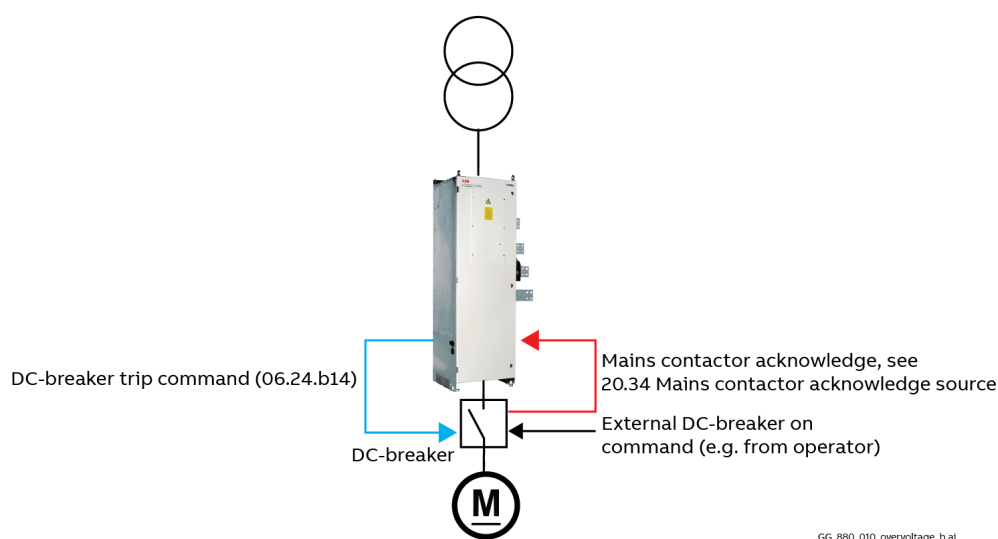 ABB
DC-breaker trip command (06.24.b14)
Mains contactor acknowledge, see
20.34 Mains contactor acknowledge source
External DC-breaker on
command (e.g. from operator)
DC-breaker
M
GG_880_010_overvoltage_b.ai